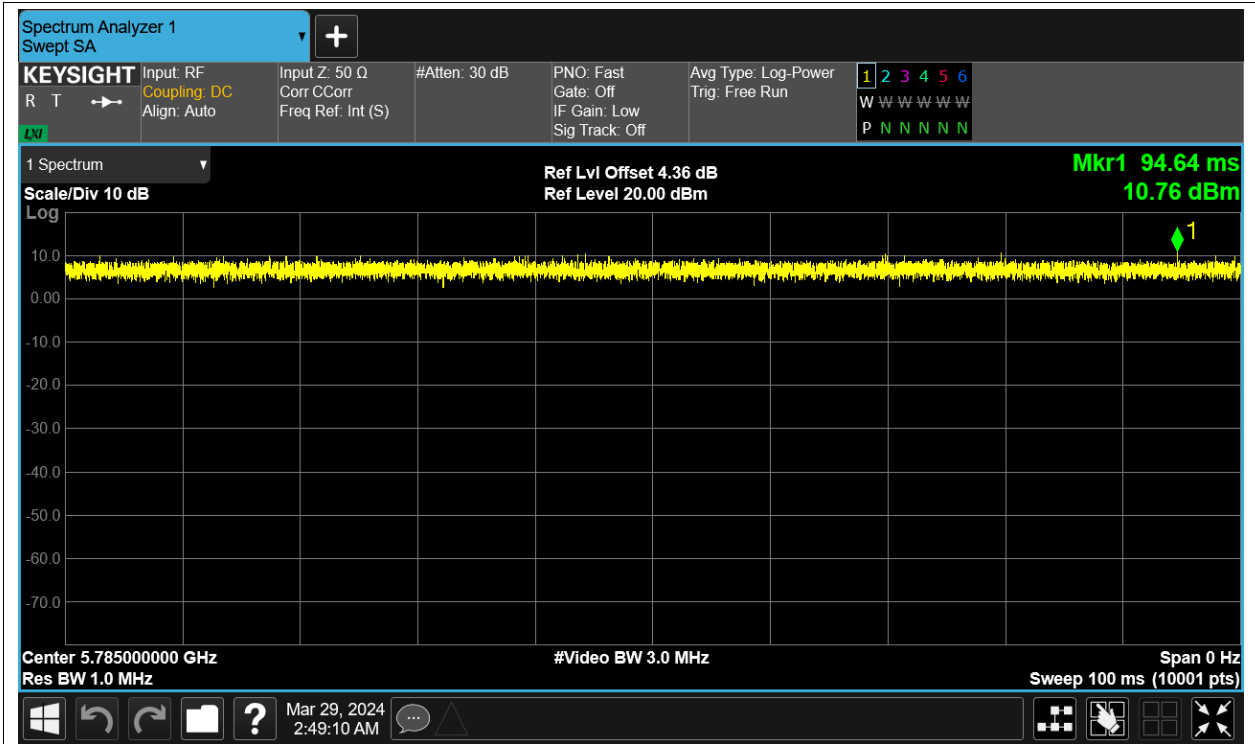 Spectrum Analyzer 1
Swept SA
KEYSIGHT
R T
LXI
Input: RF
Coupling: DC
Align: Auto
Input Z: 50 Ω
Corr CCorr
Freq Ref: Int (S)
#Atten: 30 dB
PNO: Fast
Gate: Off
IF Gain: Low
Sig Track: Off
Avg Type: Log-Power
Trig: Free Run
1 2 3 4 5 6
W W W W W W
P N N N N N
1 Spectrum
Scale/Div 10 dB
Log
Ref Lvl Offset 4.36 dB
Ref Level 20.00 dBm
Mkr1 94.64 ms
10.76 dBm
1
10.0
0.00
-10.0
-20.0
-30.0
-40.0
-50.0
-60.0
-70.0
Center 5.785000000 GHz
Res BW 1.0 MHz
#Video BW 3.0 MHz
Span 0 Hz
Sweep 100 ms (10001 pts)
?
Mar 29, 2024
2:49:10 AM